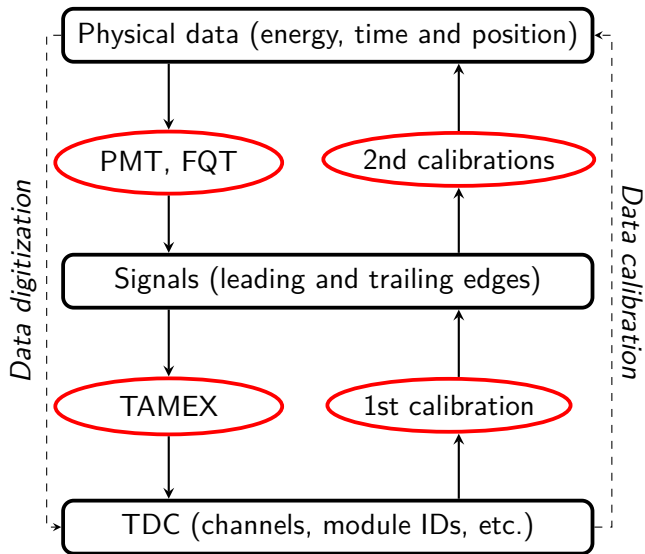 Physical data (energy, time and position)
PMT, FQT
2nd calibrations
Data digitization
Data calibration
Signals (leading and trailing edges)
TAMEX
1st calibration
TDC (channels, module IDs, etc.)